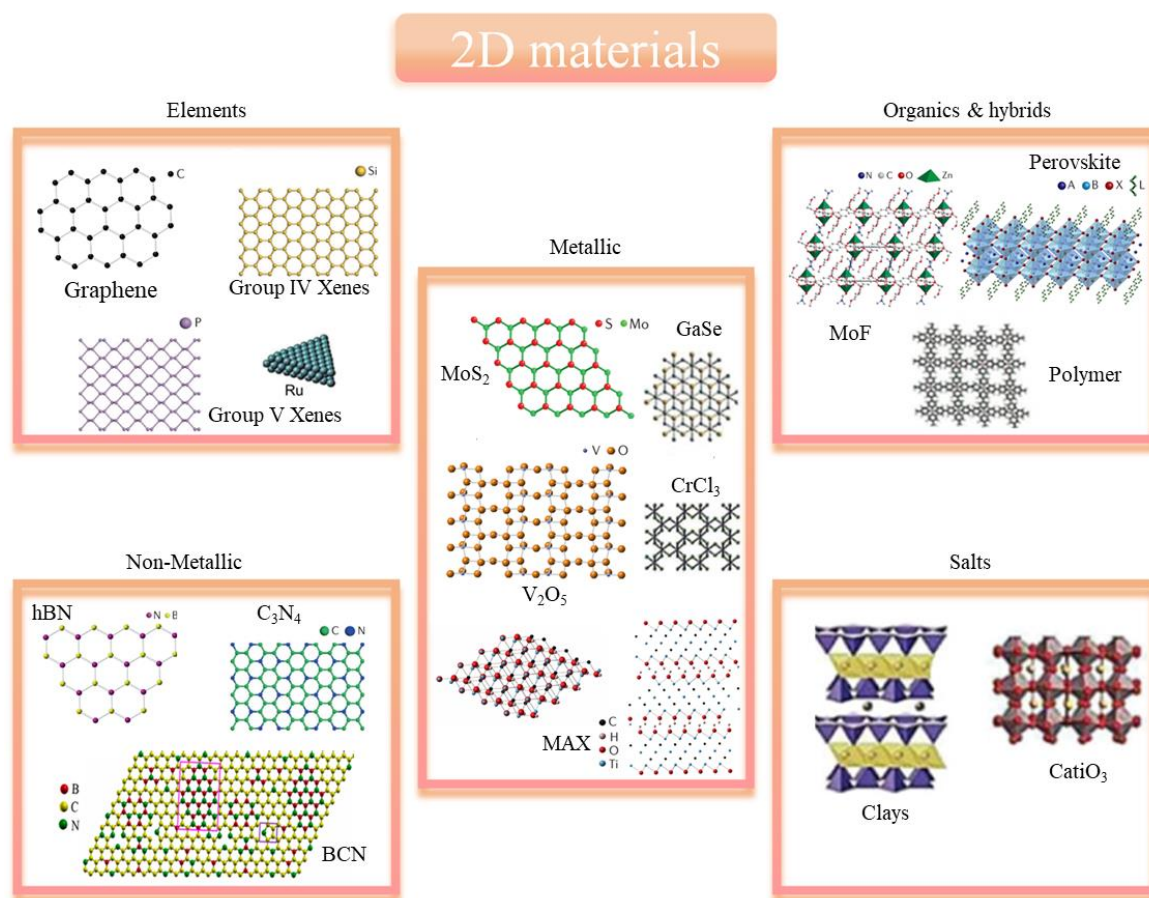 2D materials
Elements
C
Graphene
Si
Group IV Xenes
P
Ru
Group V Xenes
Organics & hybrids
N C O Zn
MoF
Perovskite
A B X L
Polymer
Metallic
S Mo
MoS₂
GaSe
V O
V₂O₅
CrCl₃
MAX
C
H
O
Ti
Non-Metallic
hBN
N B
C₃N₄
C N
B
C
N
BCN
Salts
Clays
CatiO₃